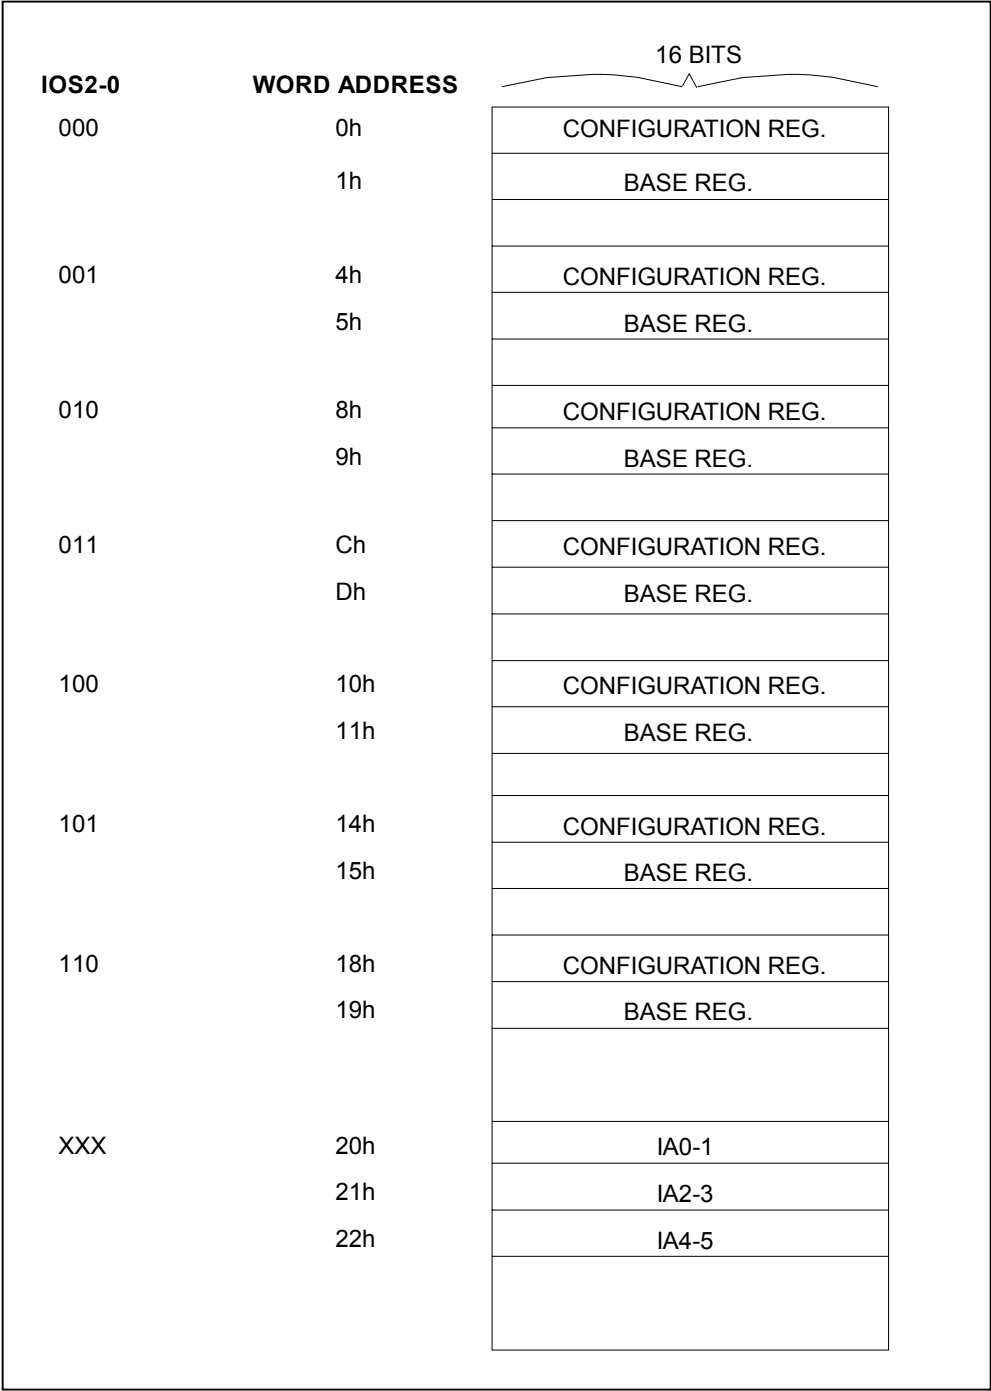 16 BITS
IOS2-0 WORD ADDRESS
000 0h CONFIGURATION REG.
1h BASE REG.
001 4h CONFIGURATION REG.
5h BASE REG.
010 8h CONFIGURATION REG.
9h BASE REG.
011 Ch CONFIGURATION REG.
Dh BASE REG.
100 10h CONFIGURATION REG.
11h BASE REG.
101 14h CONFIGURATION REG.
15h BASE REG.
110 18h CONFIGURATION REG.
19h BASE REG.
XXX 20h IA0-1
21h IA2-3
22h IA4-5